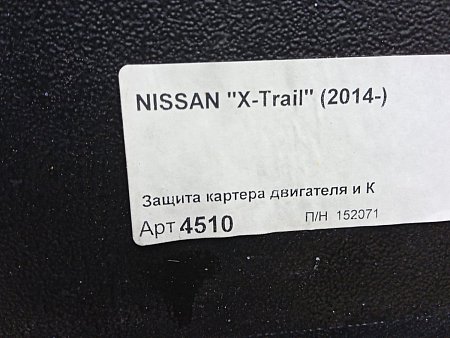 NISSAN "X-Trail" (2014-)
Защита картера двигателя и К
Арт 4510 П/Н 152071